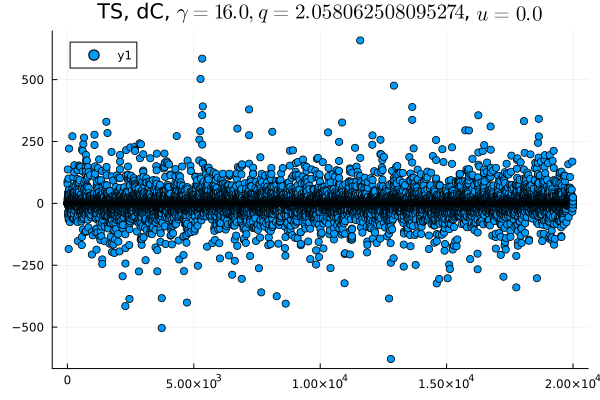 TS, dC, γ = 16.0, q = 2.058062508095274, u = 0.0
y1
500
250
0
−250
−500
0 5.00×10³ 1.00×10⁴ 1.50×10⁴ 2.00×10⁴